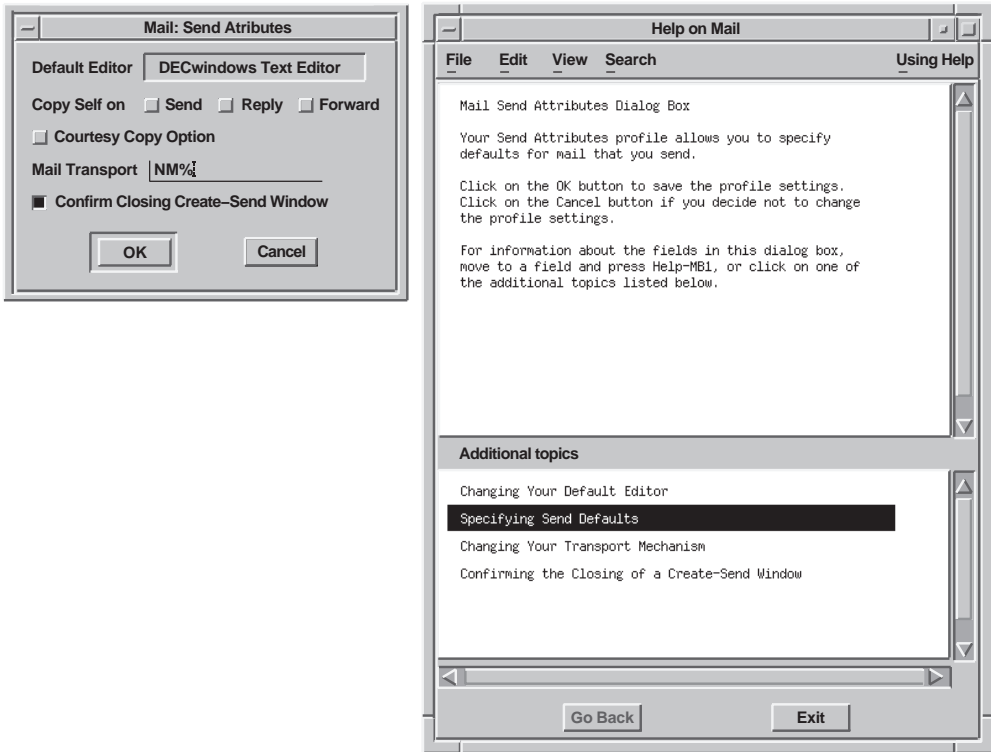 Mail: Send Atributes
Default Editor DECwindows Text Editor
Copy Self on Send Reply Forward
Courtesy Copy Option
Mail Transport NM%
Confirm Closing Create–Send Window
OK Cancel
Help on Mail
File Edit View Search Using Help
Mail Send Attributes Dialog Box
Your Send Attributes profile allows you to specify
defaults for mail that you send.
Click on the OK button to save the profile settings.
Click on the Cancel button if you decide not to change
the profile settings.
For information about the fields in this dialog box,
move to a field and press Help-MB1, or click on one of
the additional topics listed below.
Additional topics
Changing Your Default Editor
Specifying Send Defaults
Changing Your Transport Mechanism
Confirming the Closing of a Create-Send Window
Go Back Exit